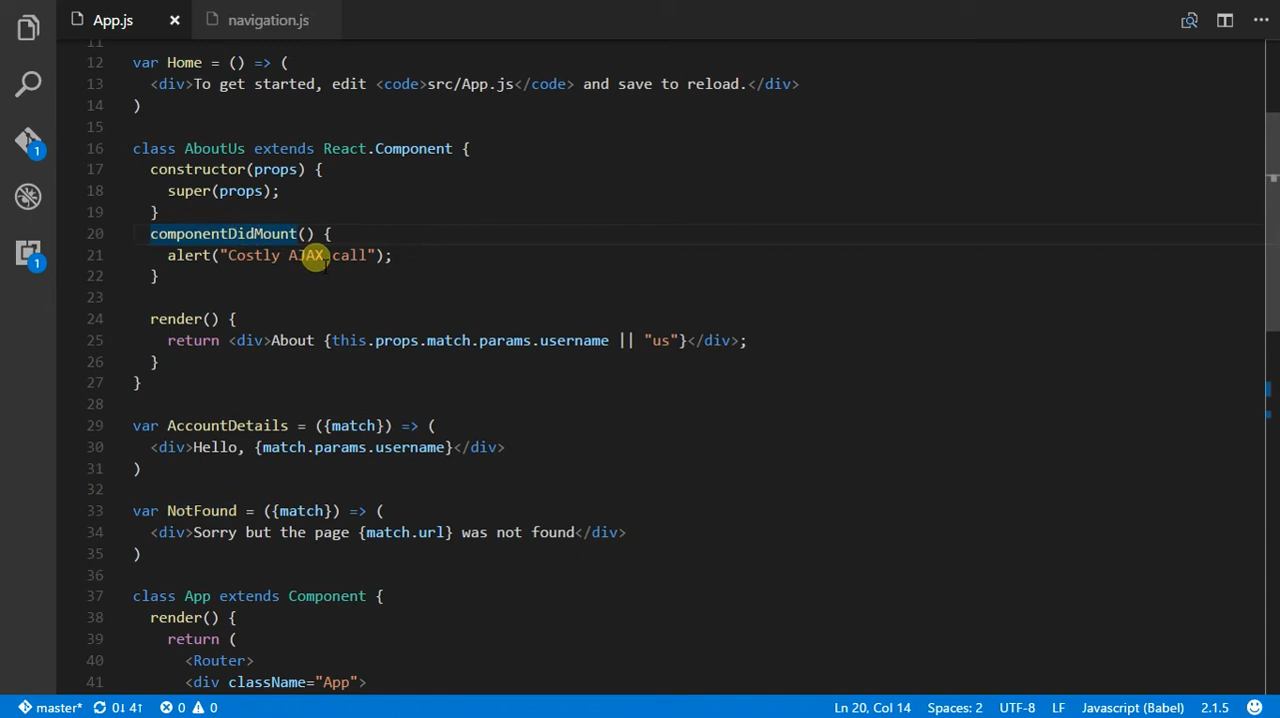 App.js
navigation.js
11
12 var Home = () => (
13 <div>To get started, edit <code>src/App.js</code> and save to reload.</div>
14 )
15
16 class AboutUs extends React.Component {
17 constructor(props) {
18 super(props);
19 }
20 componentDidMount() {
21 alert("Costly AJAX call");
22 }
23
24 render() {
25 return <div>About {this.props.match.params.username || "us"}</div>;
26 }
27 }
28
29 var AccountDetails = ({match}) => (
30 <div>Hello, {match.params.username}</div>
31 )
32
33 var NotFound = ({match}) => (
34 <div>Sorry but the page {match.url} was not found</div>
35 )
36
37 class App extends Component {
38 render() {
39 return (
40 <Router>
41 <div className="App">
1
1
master* 0↓ 4↑ 0 0 Ln 20, Col 14 Spaces: 2 UTF-8 LF Javascript (Babel) 2.1.5